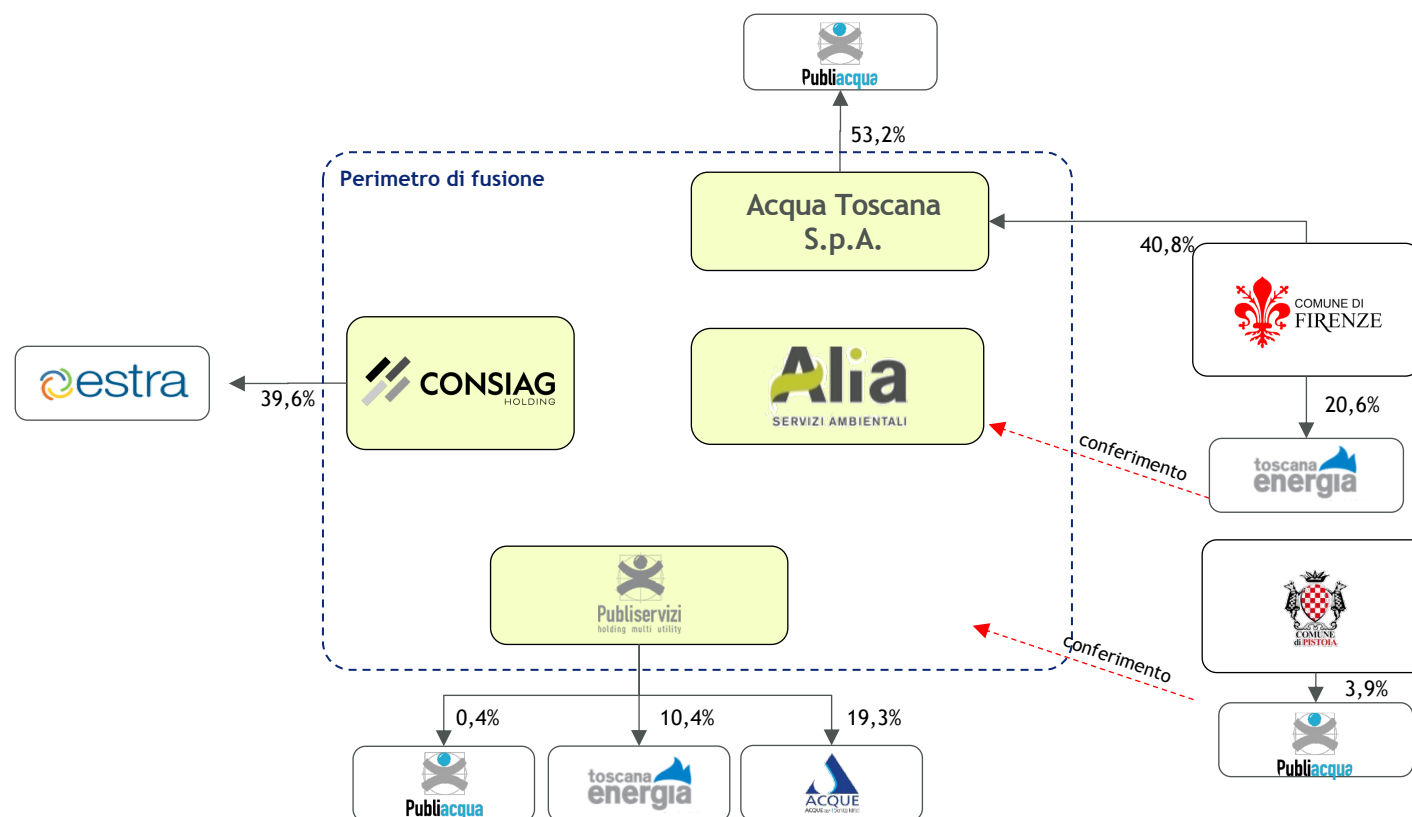 Publiacqua
53,2%
Perimetro di fusione
Acqua Toscana
S.p.A.
40,8%
COMUNE DI
FIRENZE
estra
39,6%
CONSIAG
HOLDING
Alia
SERVIZI AMBIENTALI
20,6%
conferimento
toscana
energia
Publiservizi
holding multi utility
COMUNE
di PISTOIA
conferimento
3,9%
0,4%
10,4%
19,3%
Publiacqua
Publiacqua
toscana
energia
ACQUE